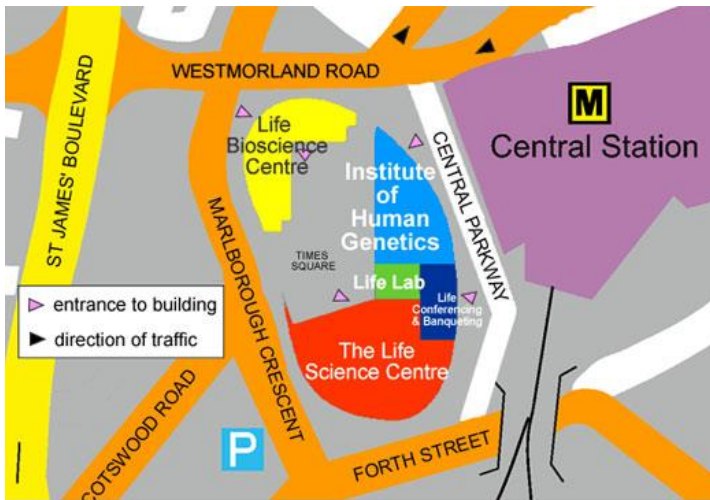 WESTMORLAND ROAD
M
Central Station
ST JAMES' BOULEVARD
Life
Bioscience
Centre
Institute
of
Human
Genetics
CENTRAL PARKWAY
MARLBOROUGH CRESCENT
TIMES
SQUARE
Life Lab
Life
Conferencing
& Banqueting
entrance to building
direction of traffic
The Life
Science Centre
COTSWOOD ROAD
P
FORTH STREET